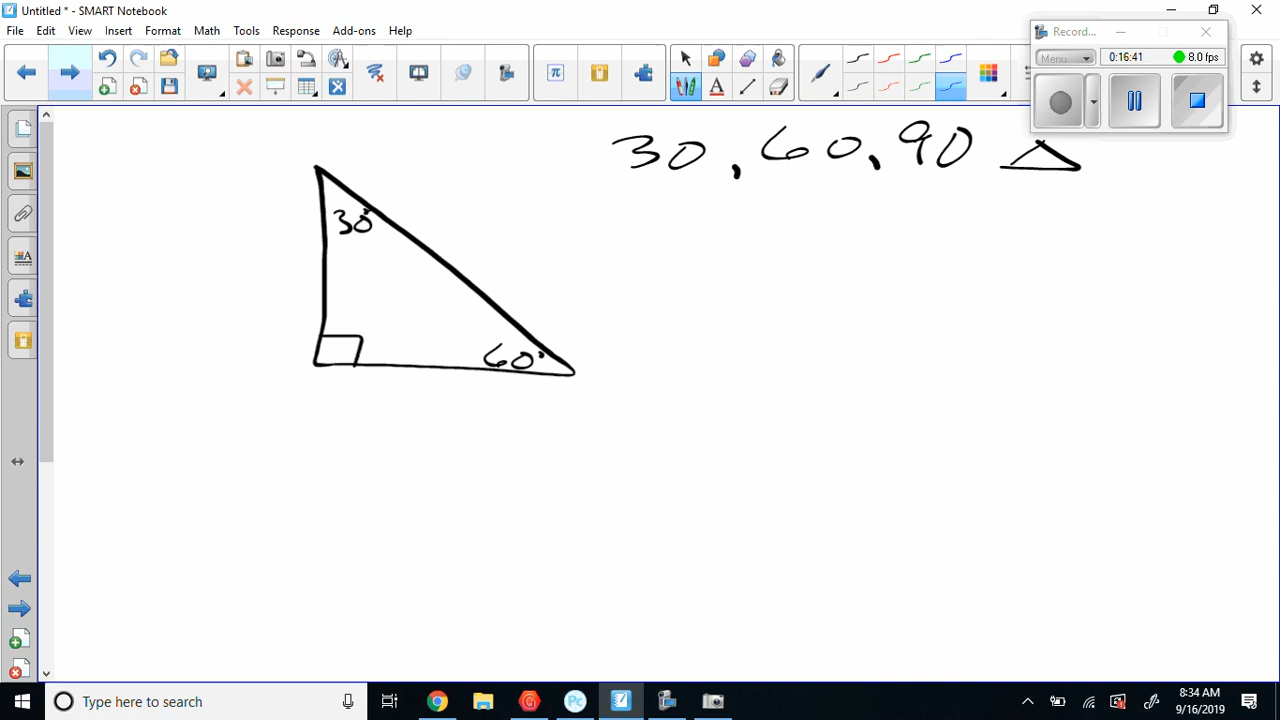 Untitled * - SMART Notebook
File Edit View Insert Format Math Tools Response Add-ons Help
Record...
Menu
0:16:41
8.0 fps
30, 60, 90
30°
60°
Type here to search
8:34 AM
9/16/2019